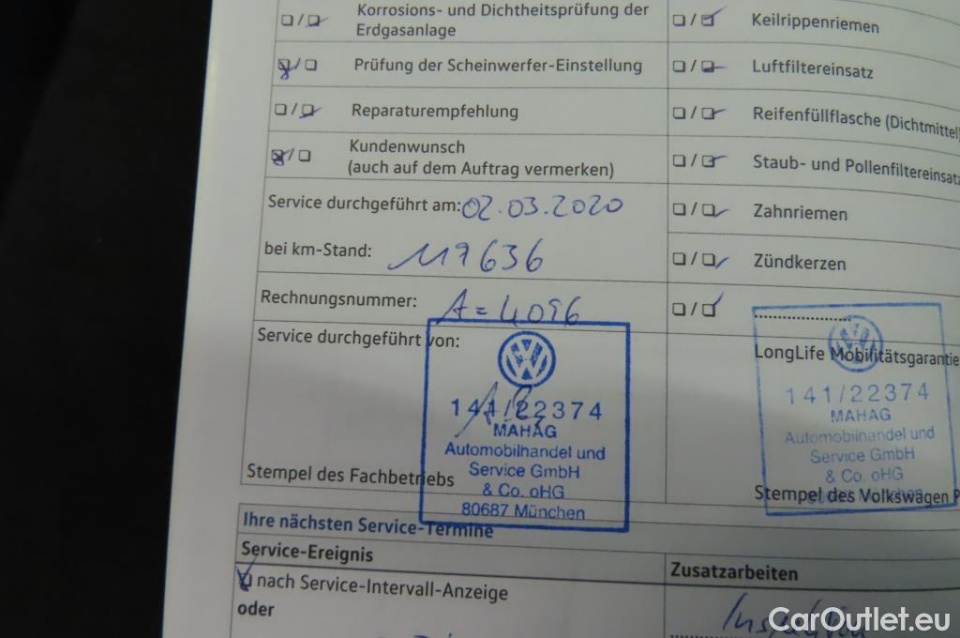 Korrosions- und Dichtheitsprüfung der
Erdgasanlage
Prüfung der Scheinwerfer-Einstellung
Reparaturempfehlung
Kundenwunsch
(auch auf dem Auftrag vermerken)
Service durchgeführt am: 02.03.2020
bei km-Stand: 117636
Rechnungsnummer: A=4096
Service durchgeführt von:
VW
141/22374
MAHAG
Automobilhandel und
Service GmbH
& Co. oHG
80687 München
Stempel des Fachbetriebs
Keilrippenriemen
Luftfiltereinsatz
Reifenfüllflasche (Dichtmittel)
Staub- und Pollenfiltereinsatz
Zahnriemen
Zündkerzen
LongLife Mobilitätsgarantie
VW
141/22374
MAHAG
Automobilhandel und
Service GmbH
& Co. oHG
Stempel des Volkswagen P
Ihre nächsten Service-Termine
Service-Ereignis
nach Service-Intervall-Anzeige
oder
Zusatzarbeiten
CarOutlet.eu